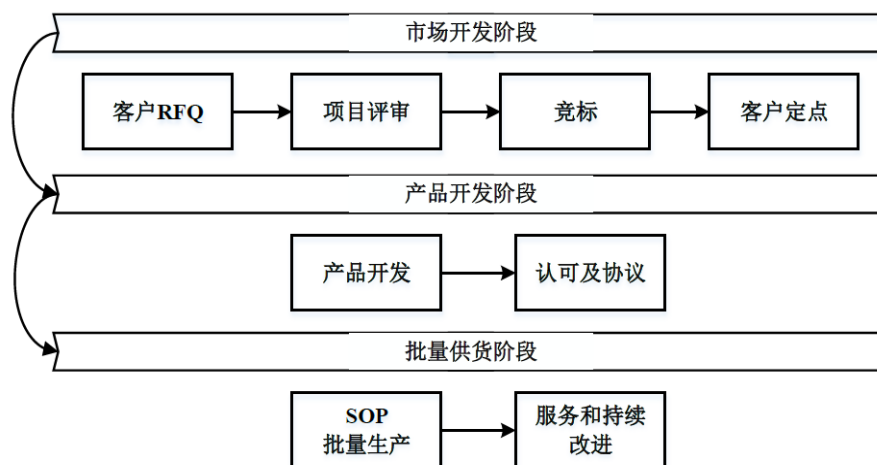 市场开发阶段
客户RFQ
项目评审
竞标
客户定点
产品开发阶段
产品开发
认可及协议
批量供货阶段
SOP
批量生产
服务和持续
改进